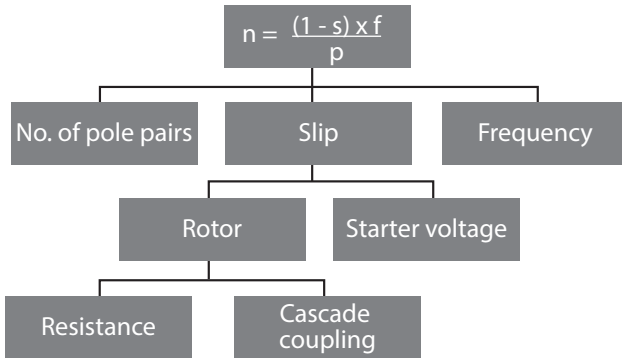 n = (1 - s) x f
p
No. of pole pairs
Slip
Frequency
Rotor
Starter voltage
Resistance
Cascade
coupling